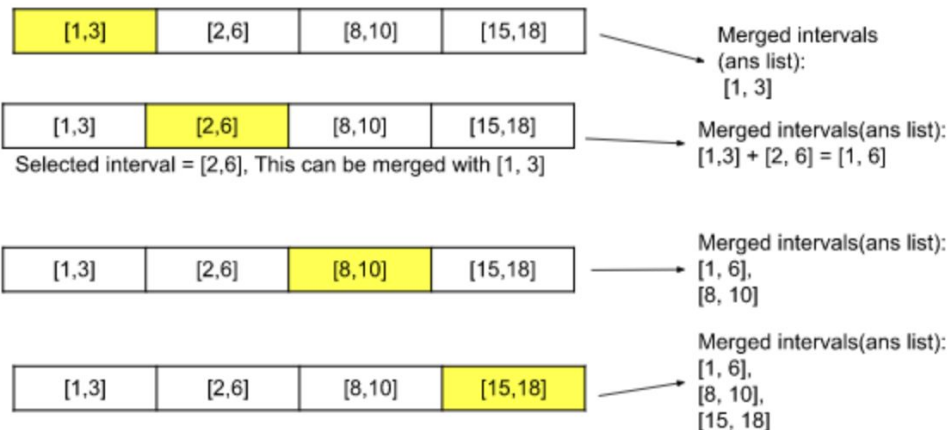 [1,3] [2,6] [8,10] [15,18]
Merged intervals
(ans list):
[1, 3]
[1,3] [2,6] [8,10] [15,18]
Selected interval = [2,6], This can be merged with [1, 3]
Merged intervals(ans list):
[1,3] + [2, 6] = [1, 6]
[1,3] [2,6] [8,10] [15,18]
Merged intervals(ans list):
[1, 6],
[8, 10]
[1,3] [2,6] [8,10] [15,18]
Merged intervals(ans list):
[1, 6],
[8, 10],
[15, 18]